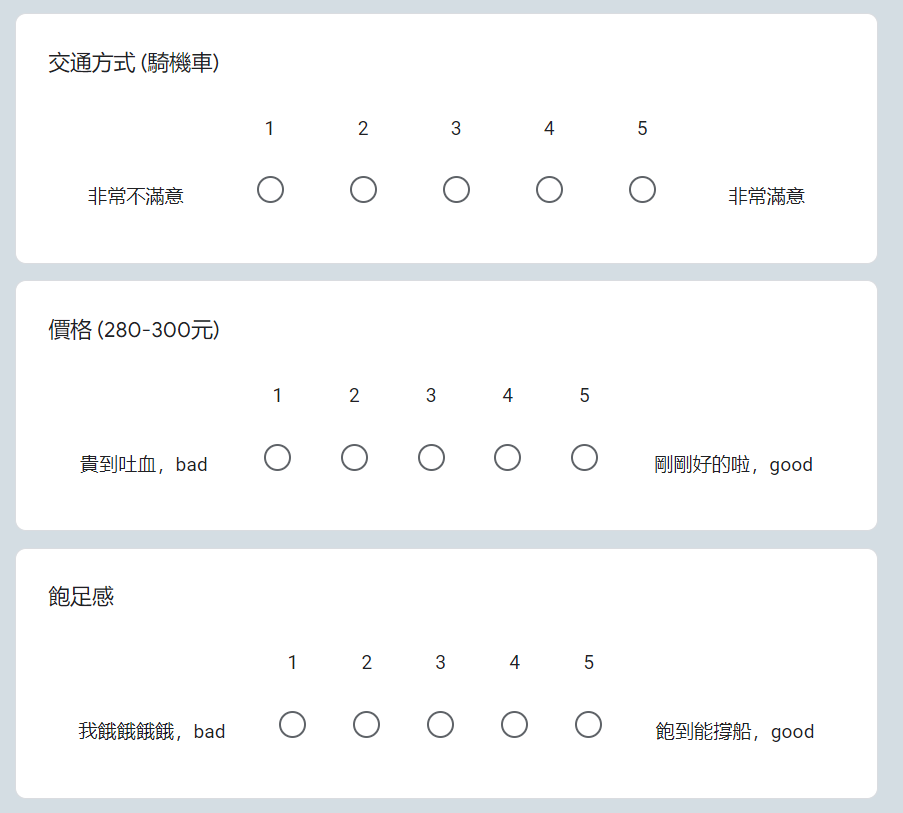 交通方式 (騎機車)
1 2 3 4 5
非常不滿意 非常滿意
價格 (280-300元)
1 2 3 4 5
貴到吐血，bad 剛剛好的啦，good
飽足感
1 2 3 4 5
我餓餓餓餓，bad 飽到能撐船，good